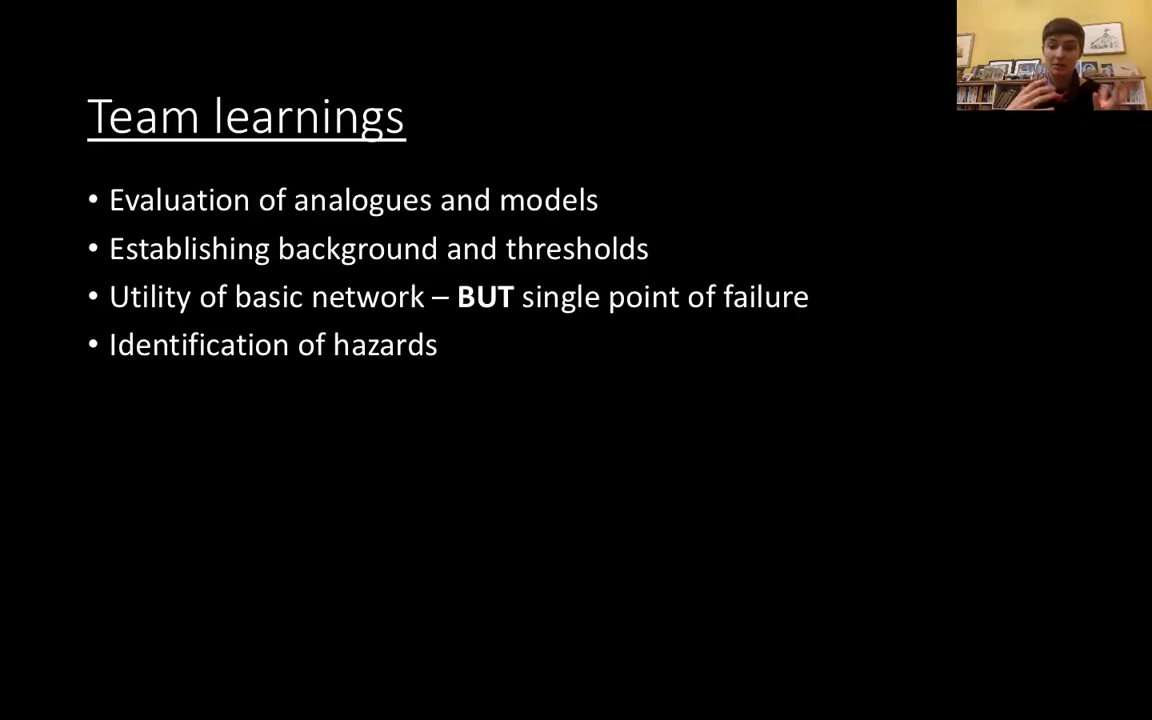 Team learnings
• Evaluation of analogues and models
• Establishing background and thresholds
• Utility of basic network – BUT single point of failure
• Identification of hazards